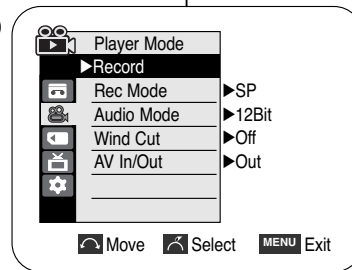 Player Mode
▶Record
Rec Mode ▶SP
Audio Mode ▶12Bit
Wind Cut ▶Off
AV In/Out ▶Out
Move Select MENU Exit